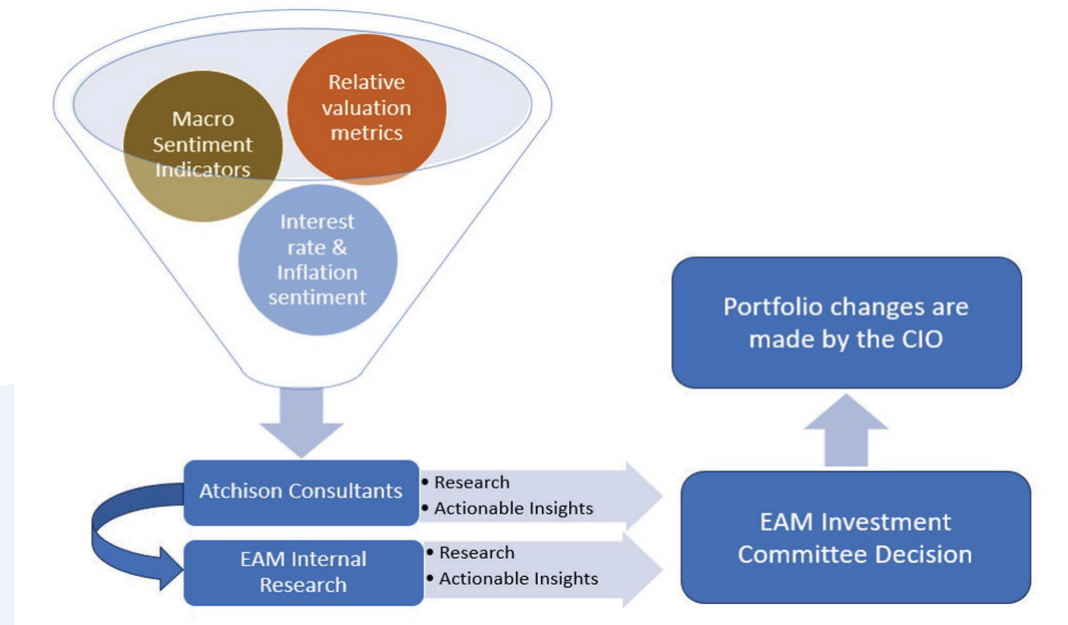 Relative
valuation
metrics
Macro
Sentiment
Indicators
Interest
rate &
Inflation
sentiment
Portfolio changes are
made by the CIO
Atchison Consultants
• Research
• Actionable Insights
EAM Internal
Research
• Research
• Actionable Insights
EAM Investment
Committee Decision